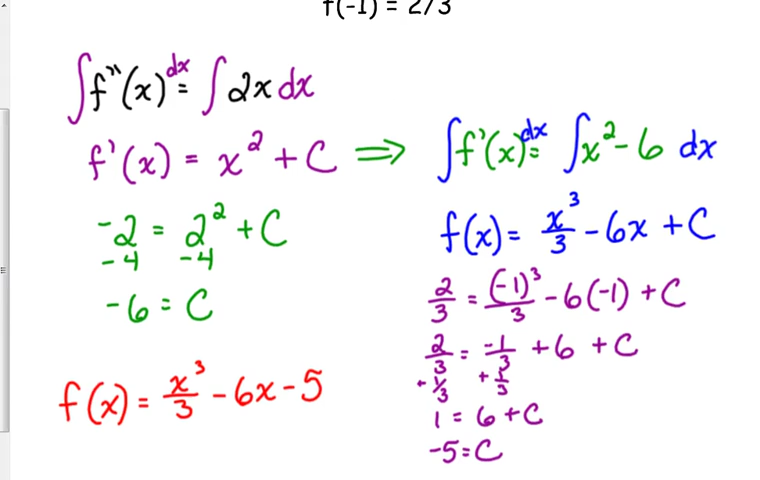 f(-1) = 2/3
∫f"(x) dx = ∫2x dx
f'(x) = x² + C ⇒
-2 = 2² + C
-4 -4
-6 = C
f(x) = x³/3 - 6x - 5
∫f'(x) dx = ∫x² - 6 dx
f(x) = x³/3 - 6x + C
2/3 = (-1)³/3 - 6(-1) + C
2/3 = -1/3 + 6 + C
+1/3 +1/3
1 = 6 + C
-5 = C